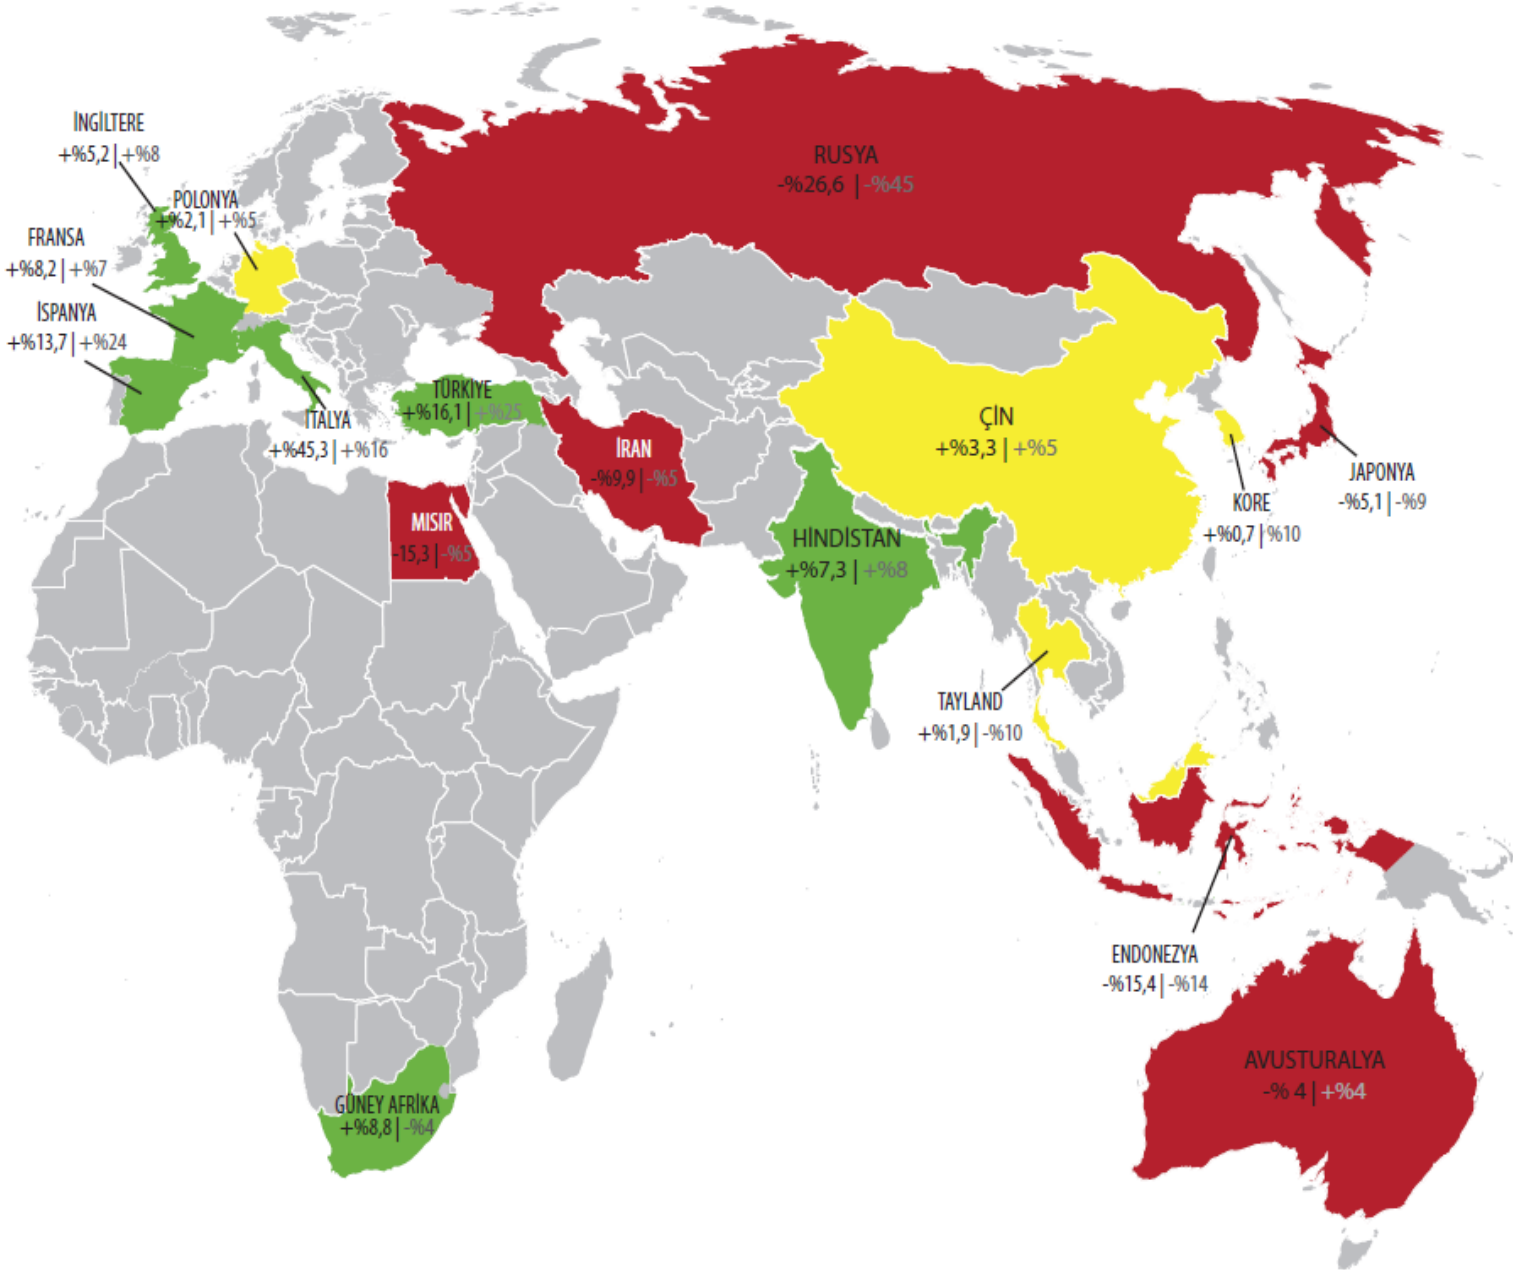 İNGİLTERE
+%5,2 | +%8
POLONYA
+%2,1 | +%5
FRANSA
+%8,2 | +%7
İSPANYA
+%13,7 | +%24
İTALYA
+%45,3 | +%16
TÜRKİYE
+%16,1 | +%25
RUSYA
-%26,6 | -%45
İRAN
-%9,9 | -%5
MISIR
-15,3 | -%5
ÇİN
+%3,3 | +%5
HİNDİSTAN
+%7,3 | +%8
KORE
+%0,7 | %10
JAPONYA
-%5,1 | -%9
TAYLAND
+%1,9 | -%10
ENDONEZYA
-%15,4 | -%14
AVUSTURALYA
-% 4 | +%4
GÜNEY AFRİKA
+%8,8 | -%4